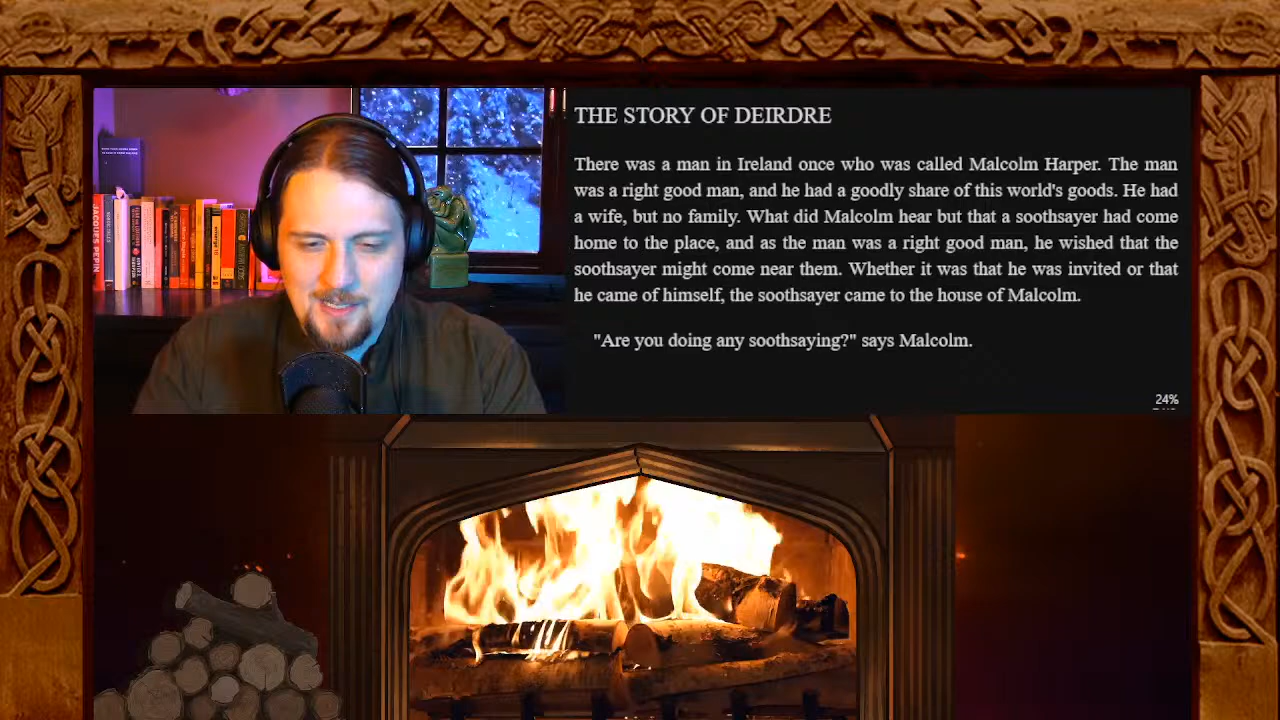 THE STORY OF DEIRDRE
There was a man in Ireland once who was called Malcolm Harper. The man
was a right good man, and he had a goodly share of this world's goods. He had
a wife, but no family. What did Malcolm hear but that a soothsayer had come
home to the place, and as the man was a right good man, he wished that the
soothsayer might come near them. Whether it was that he was invited or that
he came of himself, the soothsayer came to the house of Malcolm.
"Are you doing any soothsaying?" says Malcolm.
24%
JACQUES PEPIN